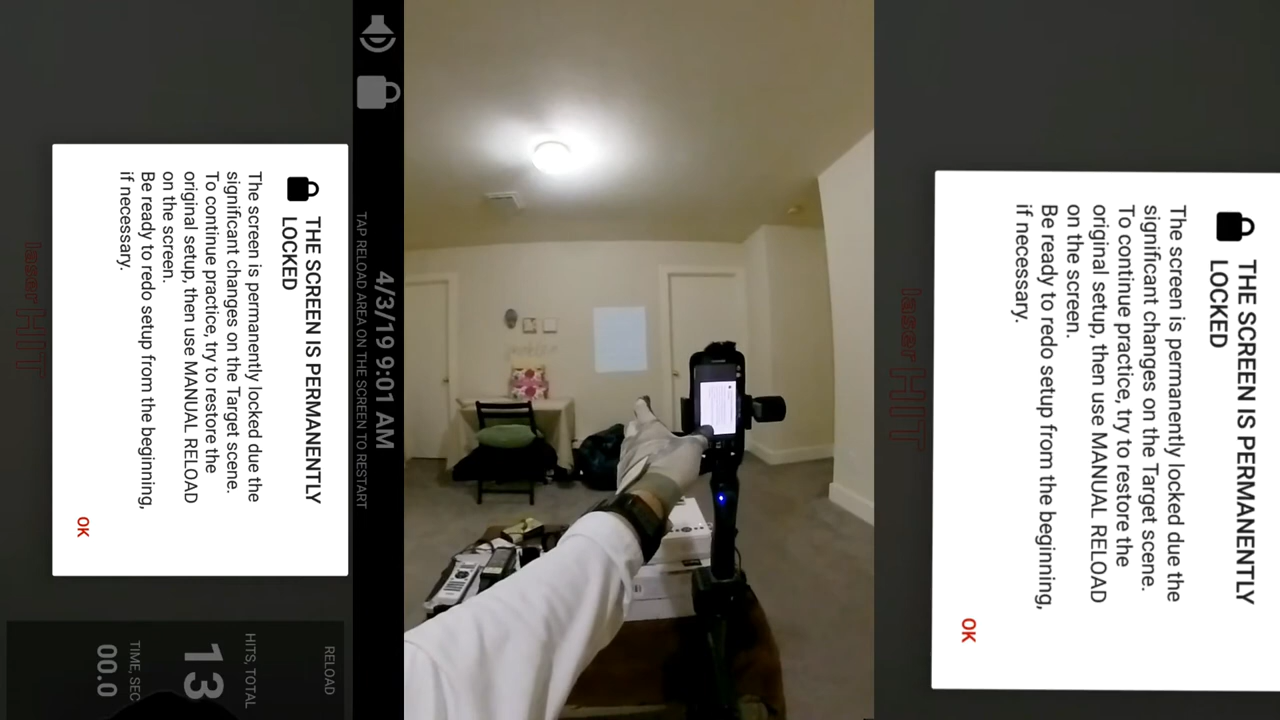 THE SCREEN IS PERMANENTLY
LOCKED
The screen is permanently locked due the
significant changes on the Target scene.
To continue practice, try to restore the
original setup, then use MANUAL RELOAD
on the screen.
Be ready to redo setup from the beginning,
if necessary.
OK
laser HIT
RELOAD
HITS, TOTAL
13
TIME, SEC
00.0
4/3/19 9:01 AM
TAP RELOAD AREA ON THE SCREEN TO RESTART
THE SCREEN IS PERMANENTLY
LOCKED
The screen is permanently locked due the
significant changes on the Target scene.
To continue practice, try to restore the
original setup, then use MANUAL RELOAD
on the screen.
Be ready to redo setup from the beginning,
if necessary.
OK
laser HIT